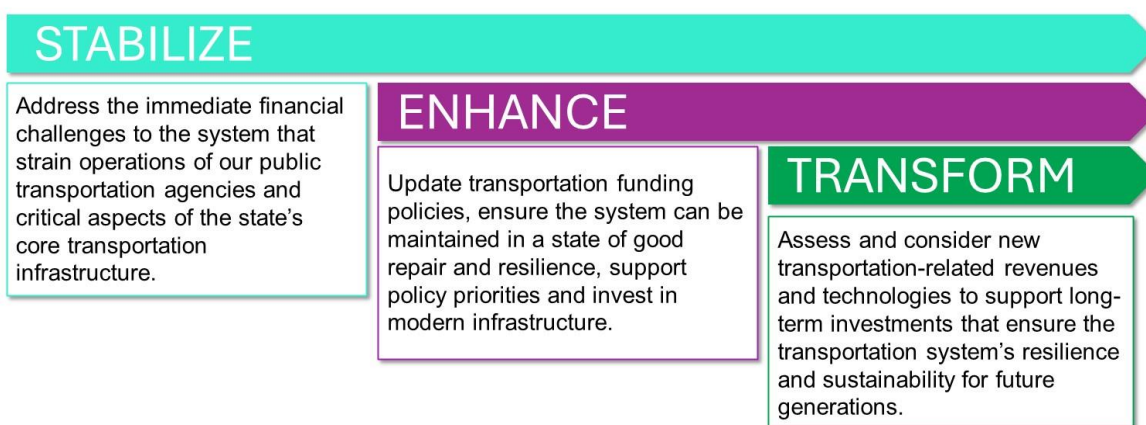 STABILIZE
Address the immediate financial
challenges to the system that
strain operations of our public
transportation agencies and
critical aspects of the state’s
core transportation
infrastructure.
ENHANCE
Update transportation funding
policies, ensure the system can be
maintained in a state of good
repair and resilience, support
policy priorities and invest in
modern infrastructure.
TRANSFORM
Assess and consider new
transportation-related revenues
and technologies to support long-
term investments that ensure the
transportation system’s resilience
and sustainability for future
generations.